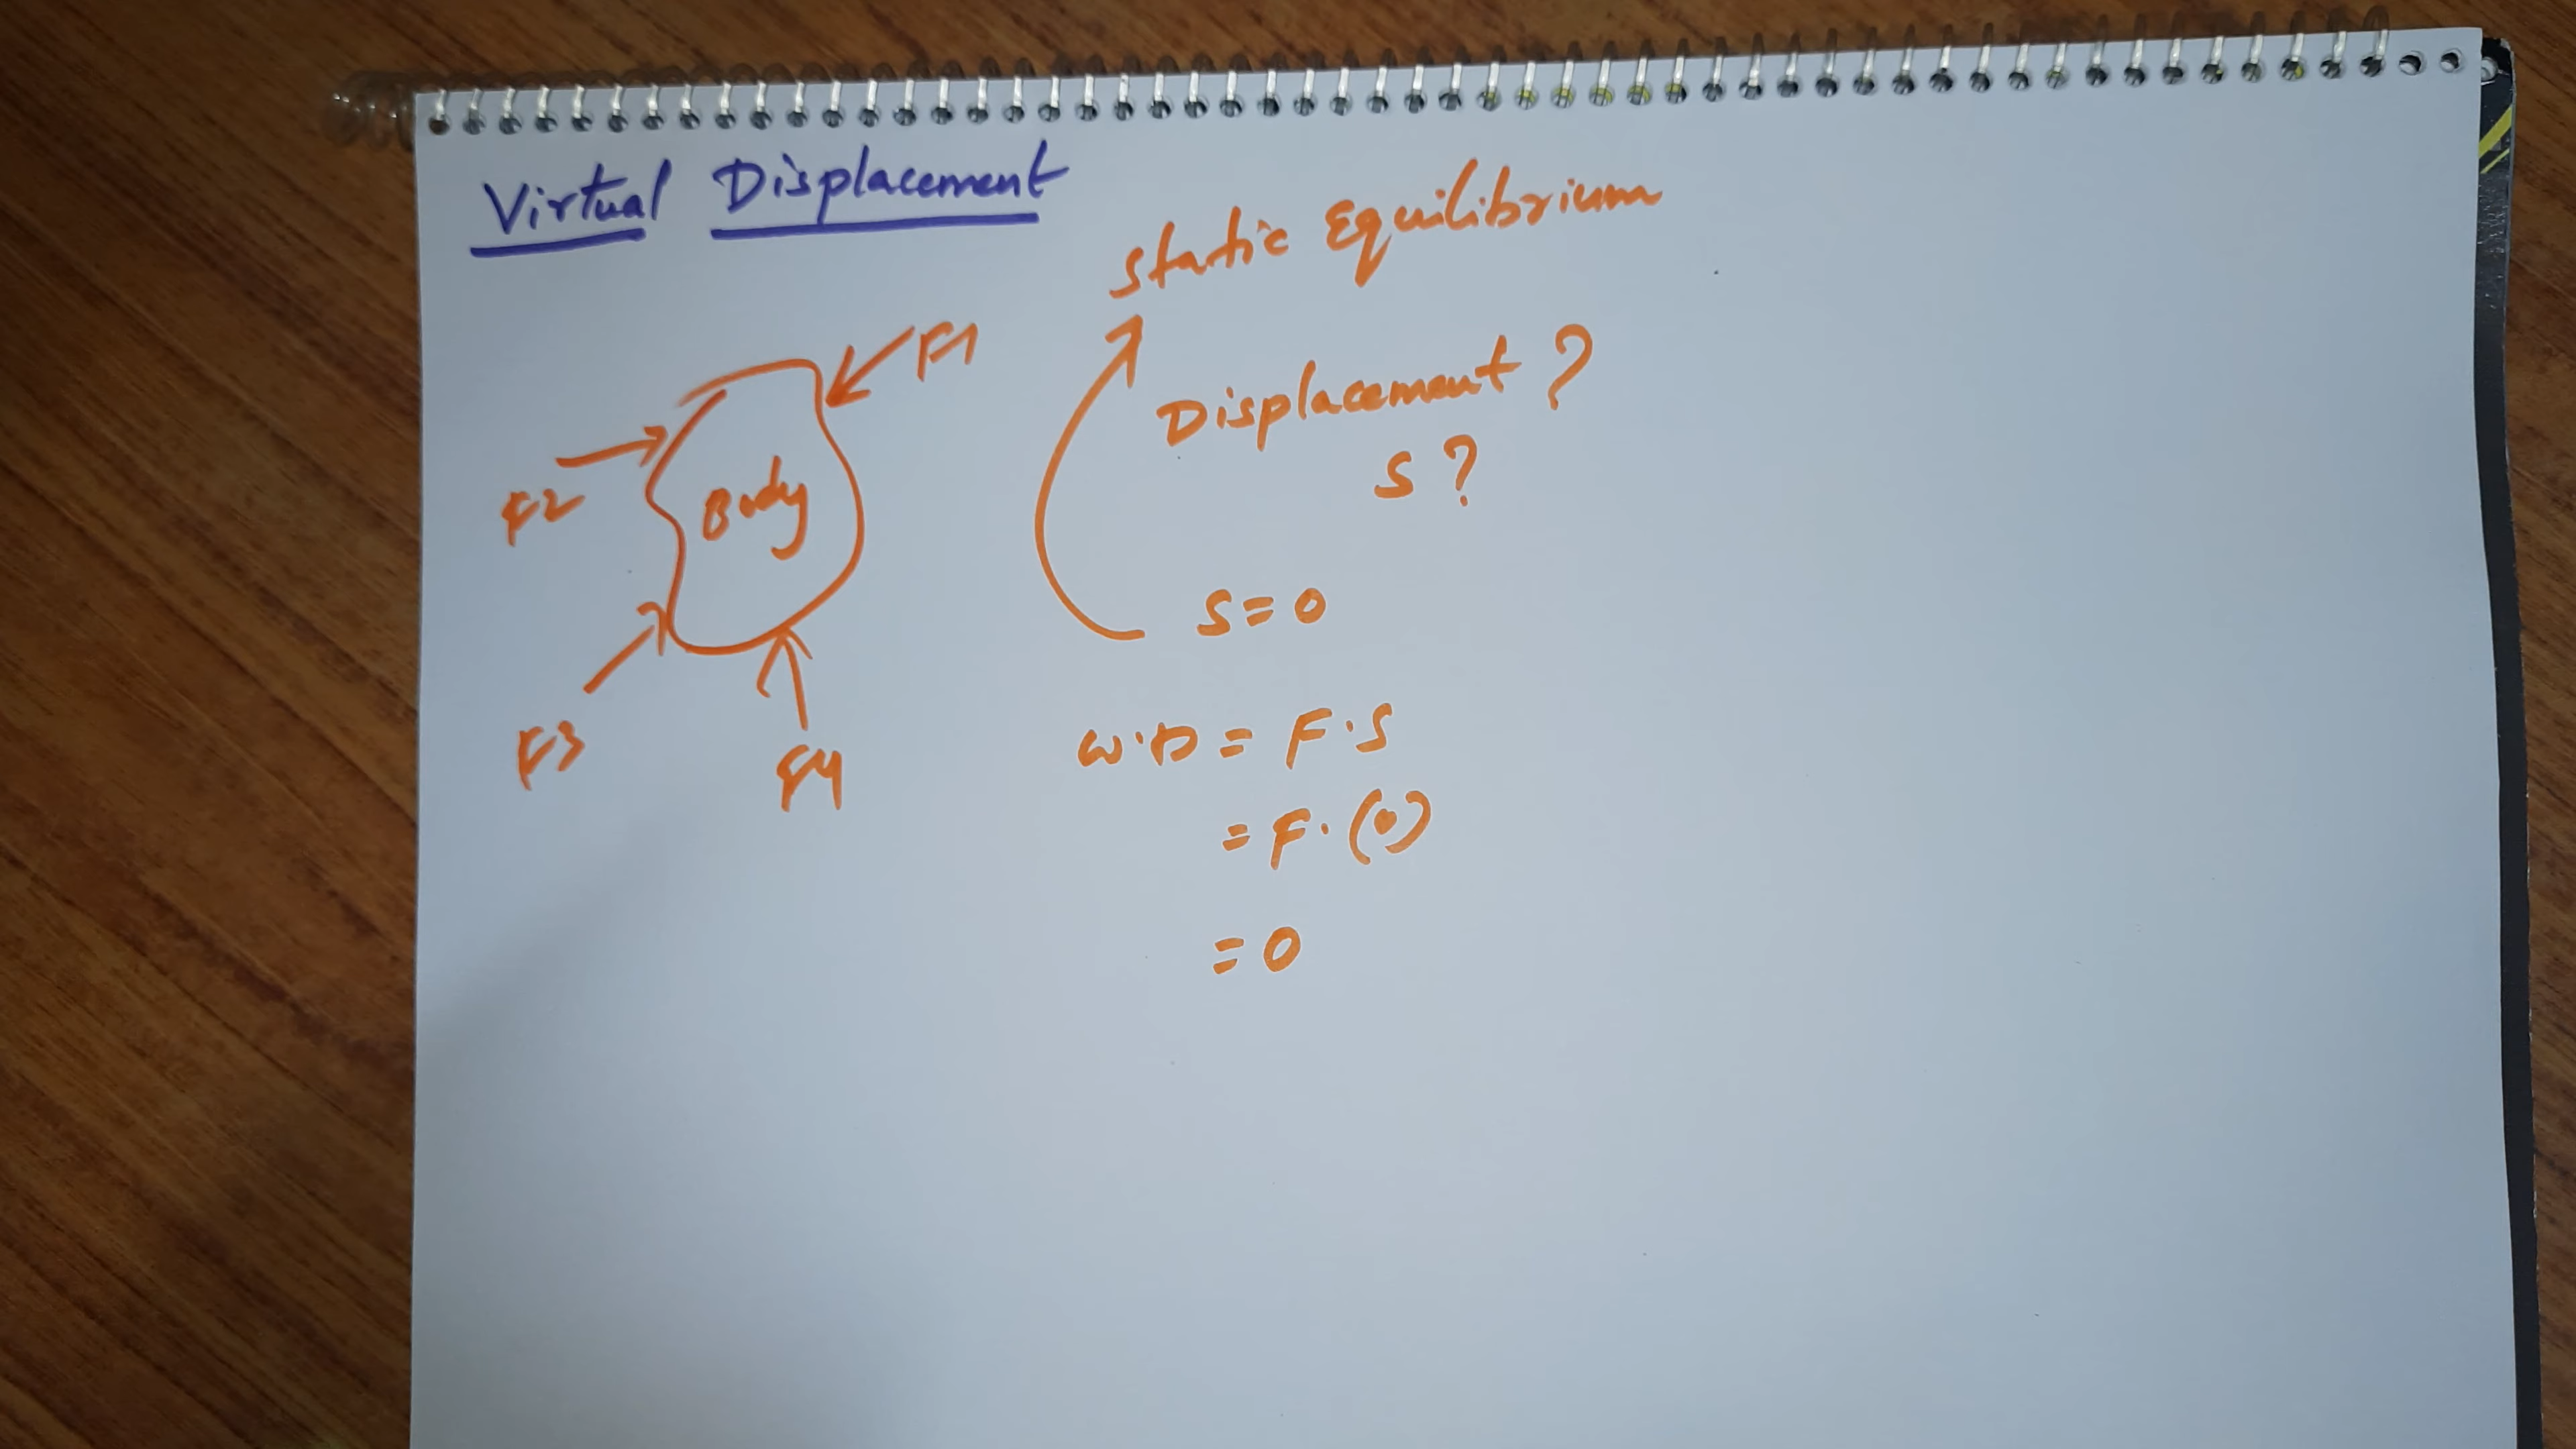 Virtual Displacement
Static Equilibrium
F1
F2
Body
F3
F4
Displacement ?
S ?
S = 0
W.D = F.S
= F.(0)
= 0